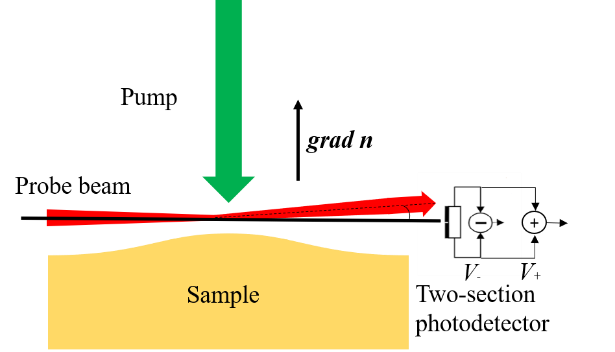 Pump
grad n
Probe beam
−
+
V-
V+
Sample
Two-section
photodetector